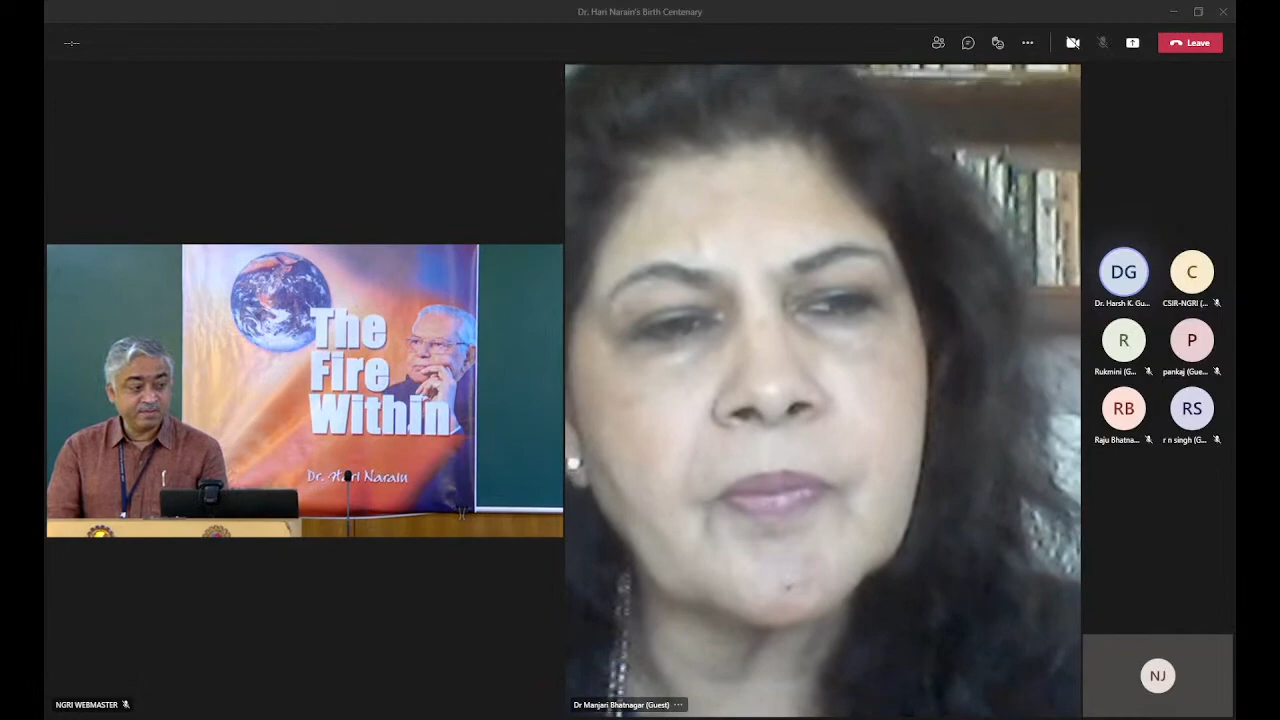 Dr. Hari Narain's Birth Centenary
--:--
Leave
The
Fire
Within
Dr. Hari Narain
DG
C
Dr. Harsh K. Gu...
CSIR-NGRI (...
R
P
Rukmini (G...
pankaj (Gue...
RB
RS
Raju Bhatna...
r n singh (G...
NJ
NGRI WEBMASTER
Dr Manjari Bhatnagar (Guest)